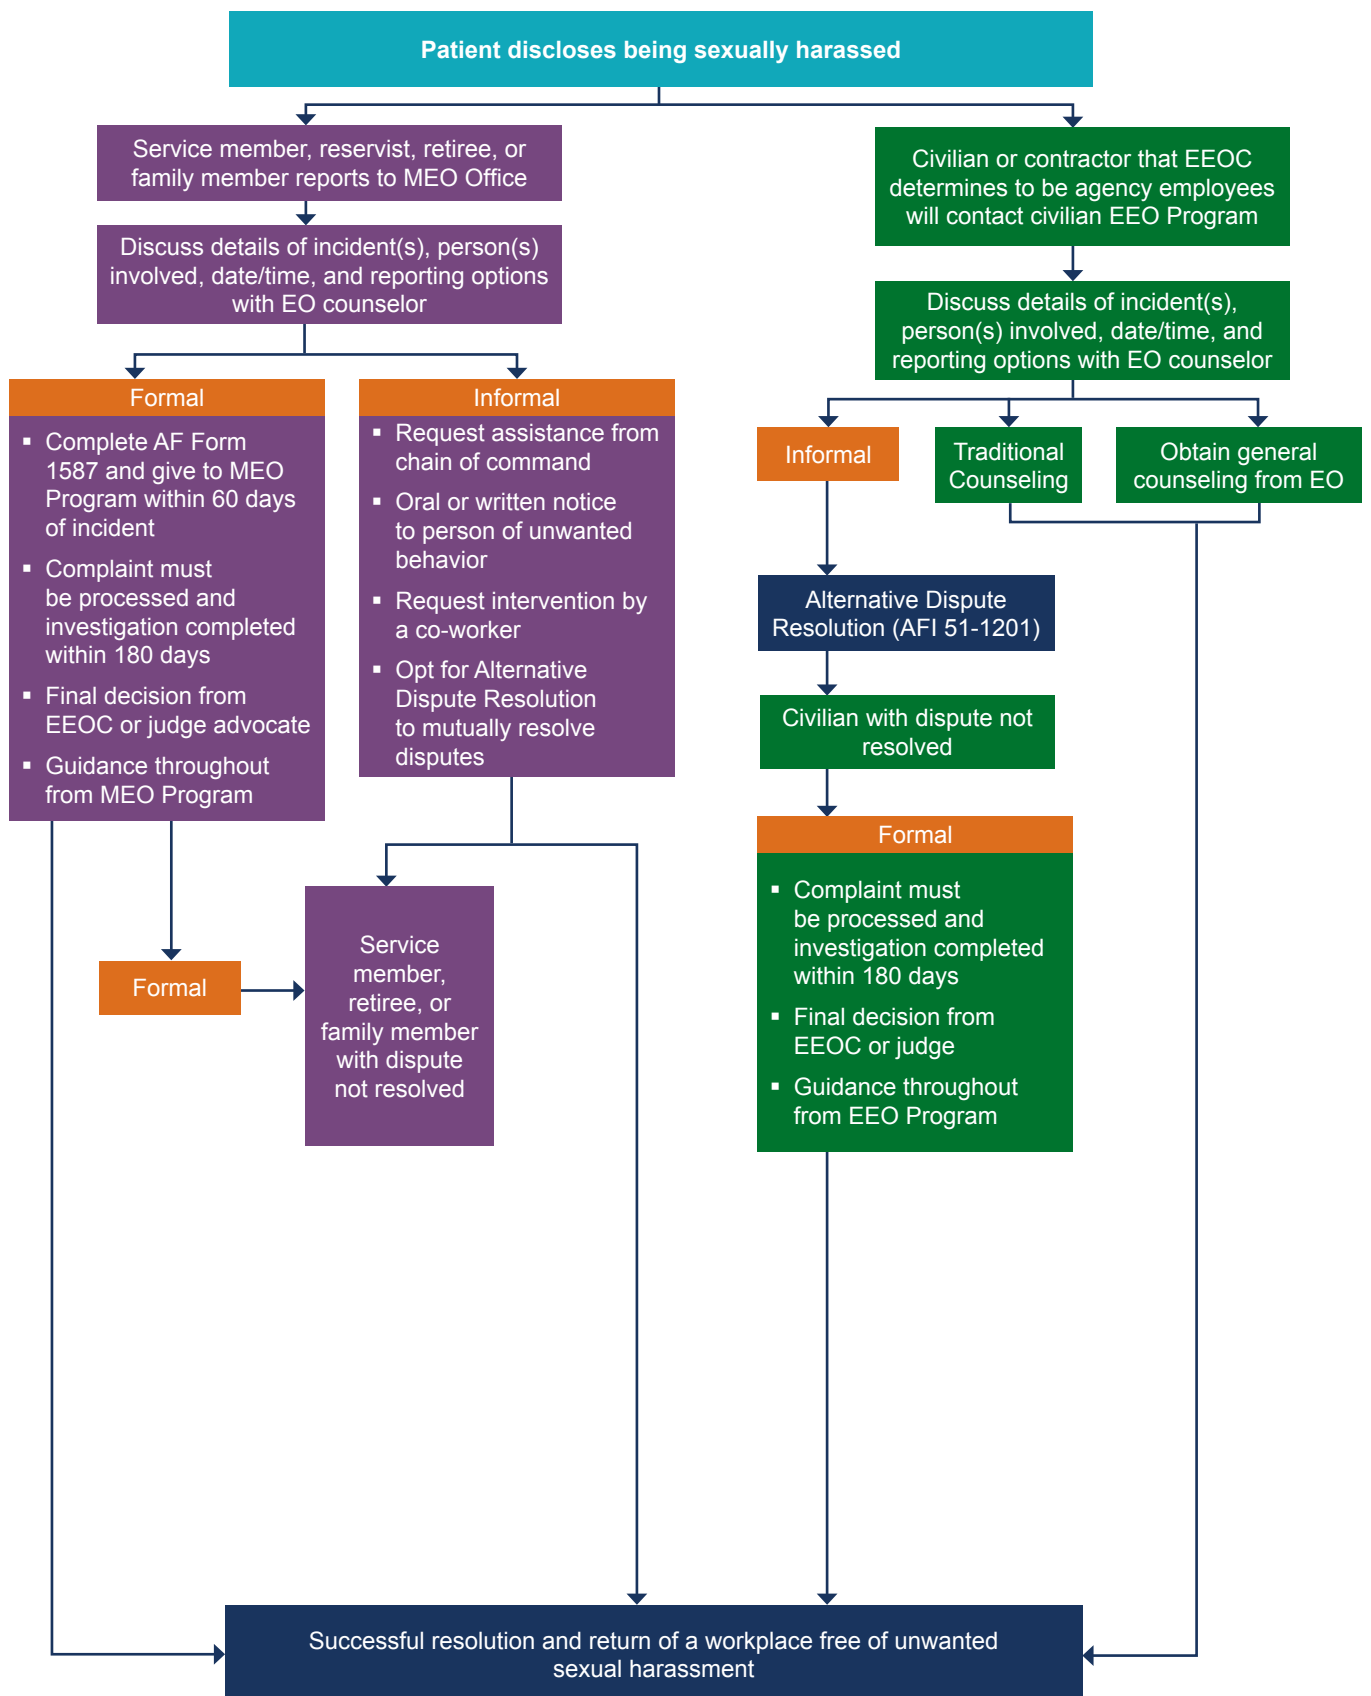 Patient discloses being sexually harassed
Service member, reservist, retiree, or
family member reports to MEO Office
Discuss details of incident(s), person(s)
involved, date/time, and reporting options
with EO counselor
Formal
▪ Complete AF Form
1587 and give to MEO
Program within 60 days
of incident
▪ Complaint must
be processed and
investigation completed
within 180 days
▪ Final decision from
EEOC or judge advocate
▪ Guidance throughout
from MEO Program
Informal
▪ Request assistance from
chain of command
▪ Oral or written notice
to person of unwanted
behavior
▪ Request intervention by
a co-worker
▪ Opt for Alternative
Dispute Resolution
to mutually resolve
disputes
Formal
Service
member,
retiree, or
family member
with dispute
not resolved
Civilian or contractor that EEOC
determines to be agency employees
will contact civilian EEO Program
Discuss details of incident(s),
person(s) involved, date/time, and
reporting options with EO counselor
Informal
Traditional
Counseling
Obtain general
counseling from EO
Alternative Dispute
Resolution (AFI 51-1201)
Civilian with dispute not
resolved
Formal
▪ Complaint must
be processed and
investigation completed
within 180 days
▪ Final decision from
EEOC or judge
▪ Guidance throughout
from EEO Program
Successful resolution and return of a workplace free of unwanted
sexual harassment